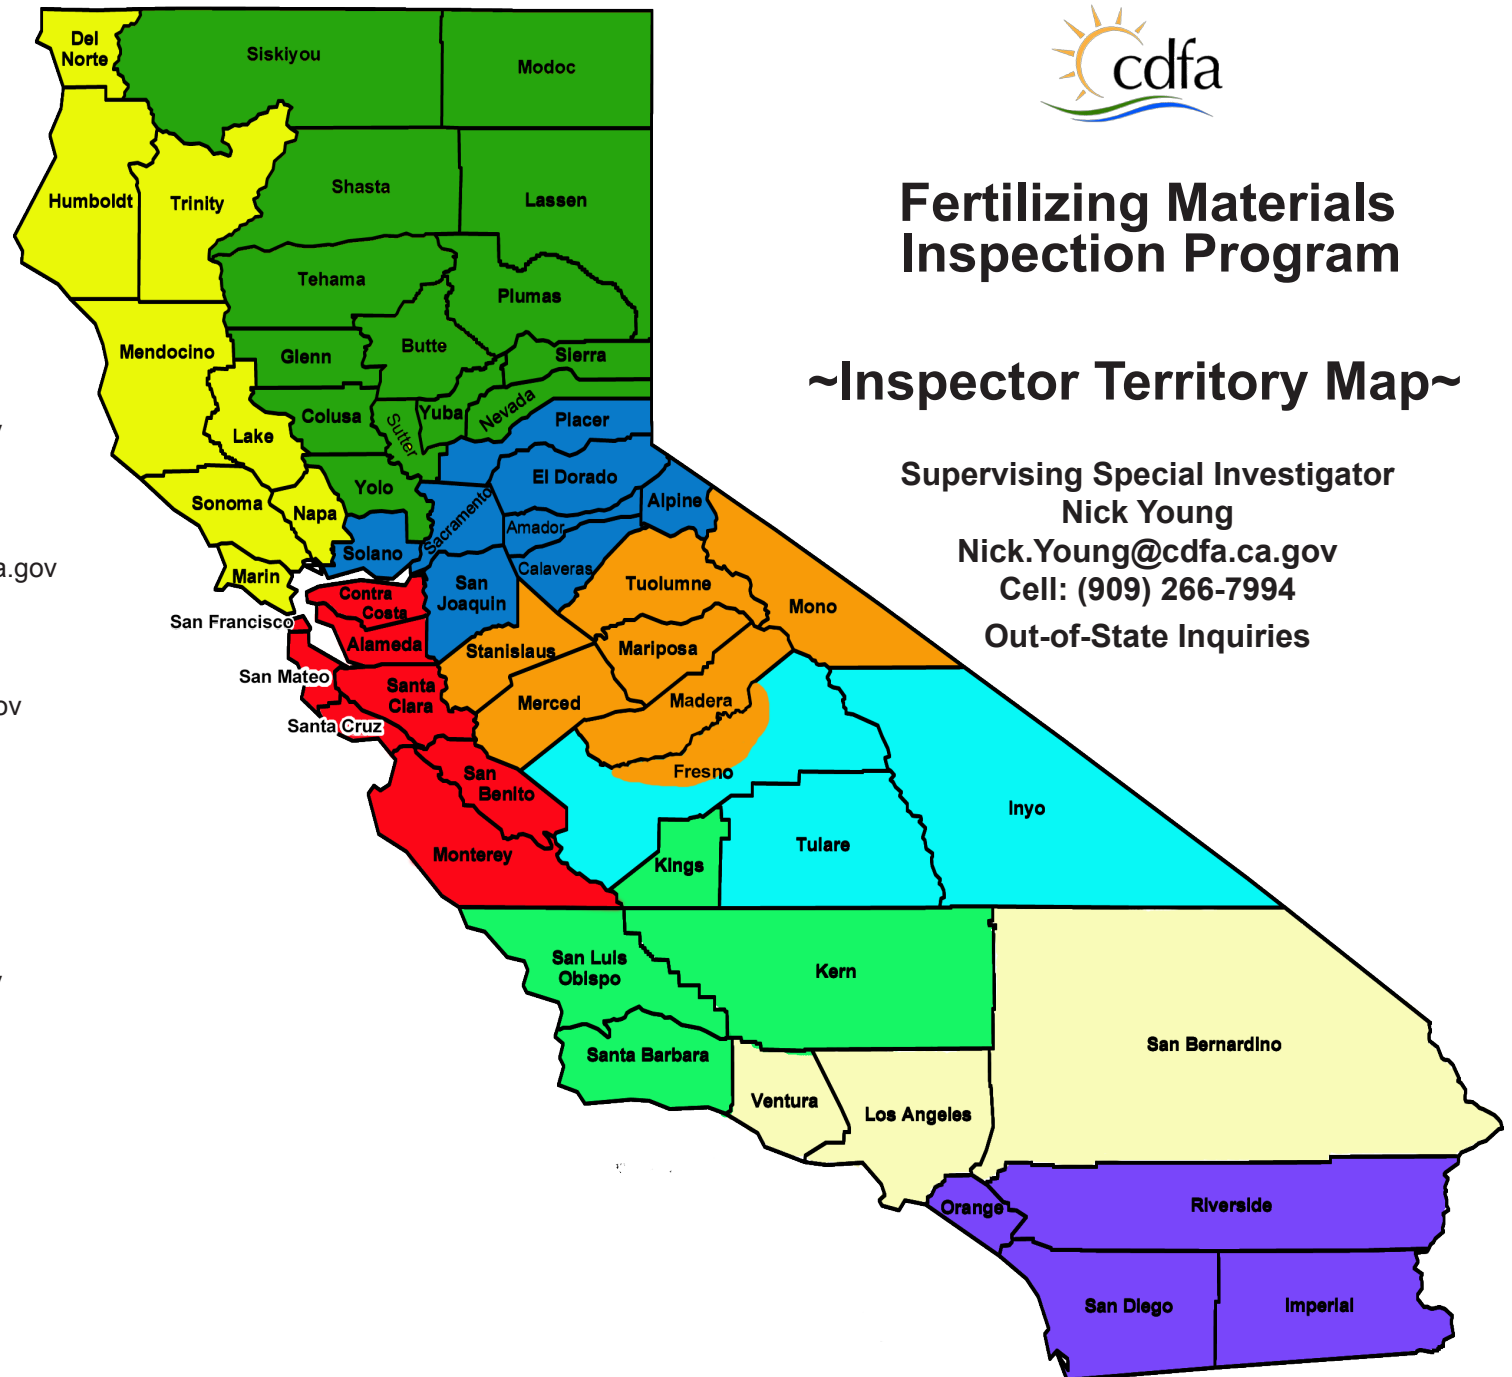 cdfa
Fertilizing Materials
Inspection Program
~Inspector Territory Map~
Supervising Special Investigator
Nick Young
Nick.Young@cdfa.ca.gov
Cell: (909) 266-7994
Out-of-State Inquiries
Del
Norte
Siskiyou
Modoc
Humboldt
Trinity
Shasta
Lassen
Tehama
Plumas
Mendocino
Glenn
Butte
Sierra
Colusa
Sutter
Yuba
Nevada
Placer
Lake
El Dorado
Yolo
Sonoma
Napa
Sacramento
Alpine
Amador
Solano
Calaveras
a.gov
Marin
San
Joaquin
Tuolumne
Contra
Costa
Mono
San Francisco
Alameda
Stanislaus
Mariposa
San Mateo
Santa
Clara
Merced
Madera
ov
Santa Cruz
San
Benito
Fresno
Inyo
Monterey
Kings
Tulare
San Luis
Obispo
Kern
Santa Barbara
San Bernardino
Ventura
Los Angeles
Orange
Riverside
San Diego
Imperial